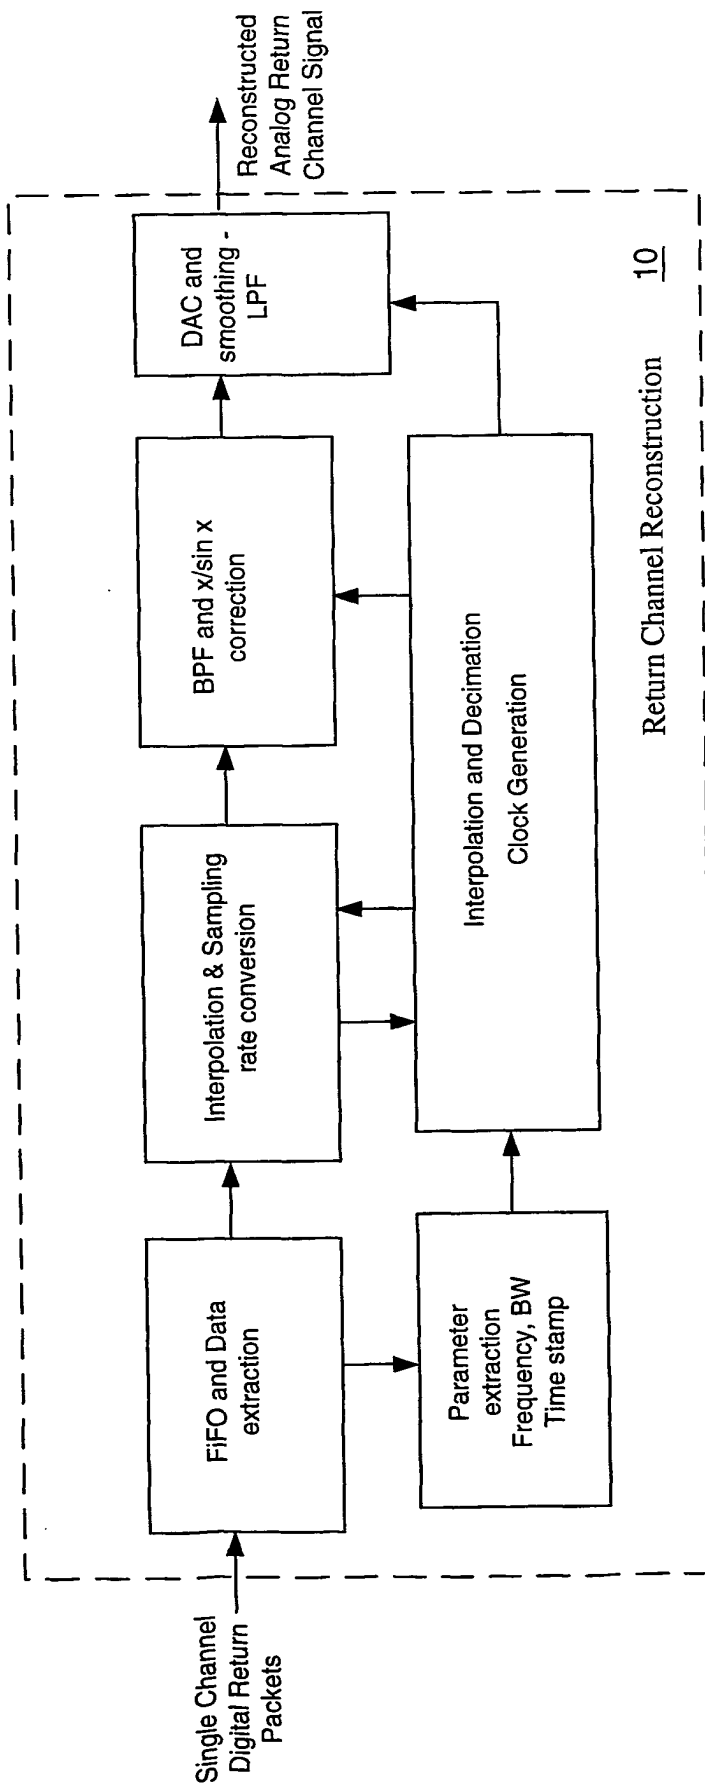 Single Channel
Digital Return
Packets
FiFO and Data
extraction
Interpolation & Sampling
rate conversion
BPF and x/sin x
correction
DAC and
smoothing -
LPF
Reconstructed
Analog Return
Channel Signal
Parameter
extraction
Frequency, BW
Time stamp
Interpolation and Decimation
Clock Generation
Return Channel Reconstruction
10